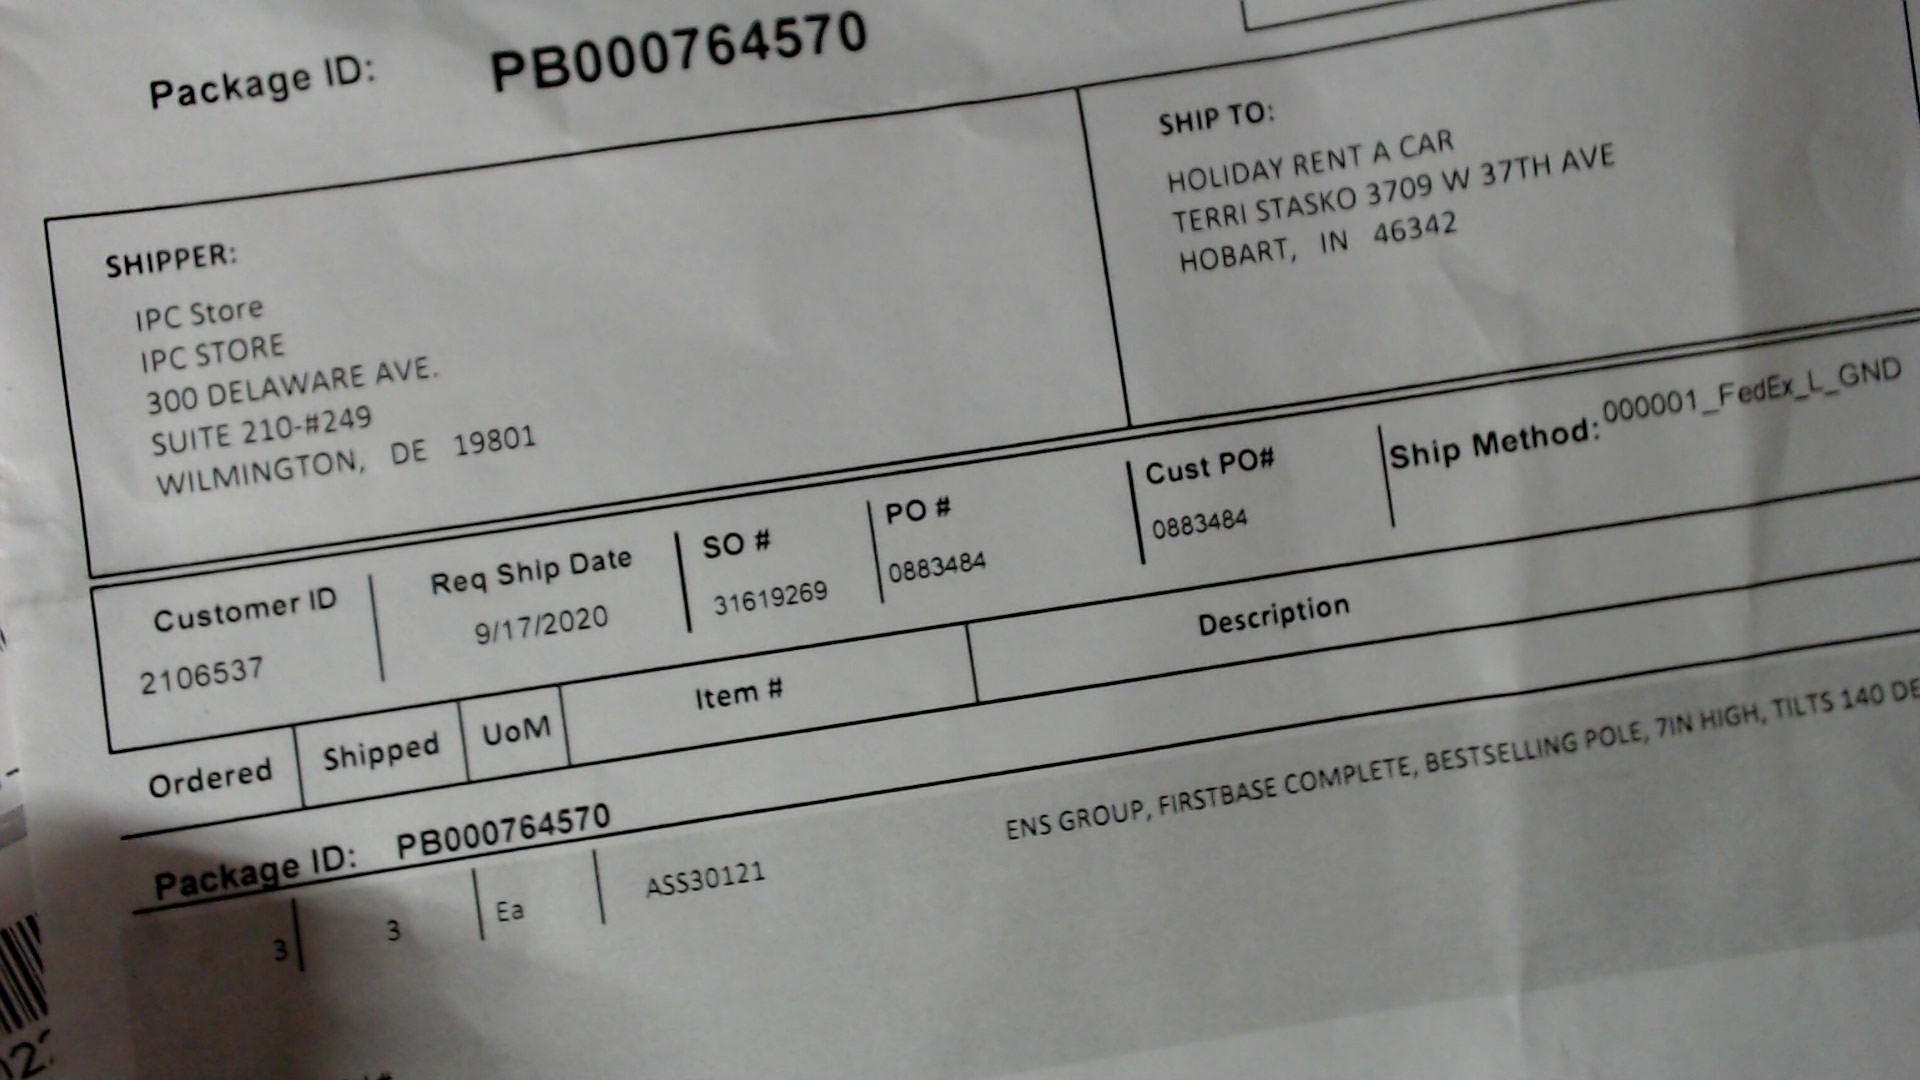 Package ID: PB000764570
SHIPPER:
IPC Store
IPC STORE
300 DELAWARE AVE.
SUITE 210-#249
WILMINGTON, DE 19801
SHIP TO:
HOLIDAY RENT A CAR
TERRI STASKO 3709 W 37TH AVE
HOBART, IN 46342
Customer ID Req Ship Date SO # PO # Cust PO# Ship Method: 000001_FedEx_L_GND
2106537 9/17/2020 31619269 0883484 0883484
Ordered Shipped UoM Item # Description
Package ID: PB000764570
3 3 Ea ASS30121 ENS GROUP, FIRSTBASE COMPLETE, BESTSELLING POLE, 7IN HIGH, TILTS 140 DE